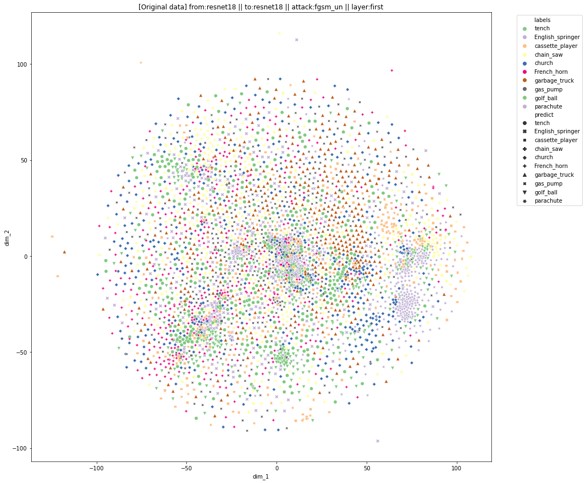 [Original data] from:resnet18 || to:resnet18 || attack:fgsm_un || layer:first
labels
tench
English_springer
cassette_player
chain_saw
church
French_horn
garbage_truck
gas_pump
golf_ball
parachute
predict
tench
English_springer
cassette_player
chain_saw
church
French_horn
garbage_truck
gas_pump
golf_ball
parachute
100
50
0
−50
−100
dim_2
−100
−50
0
50
100
dim_1